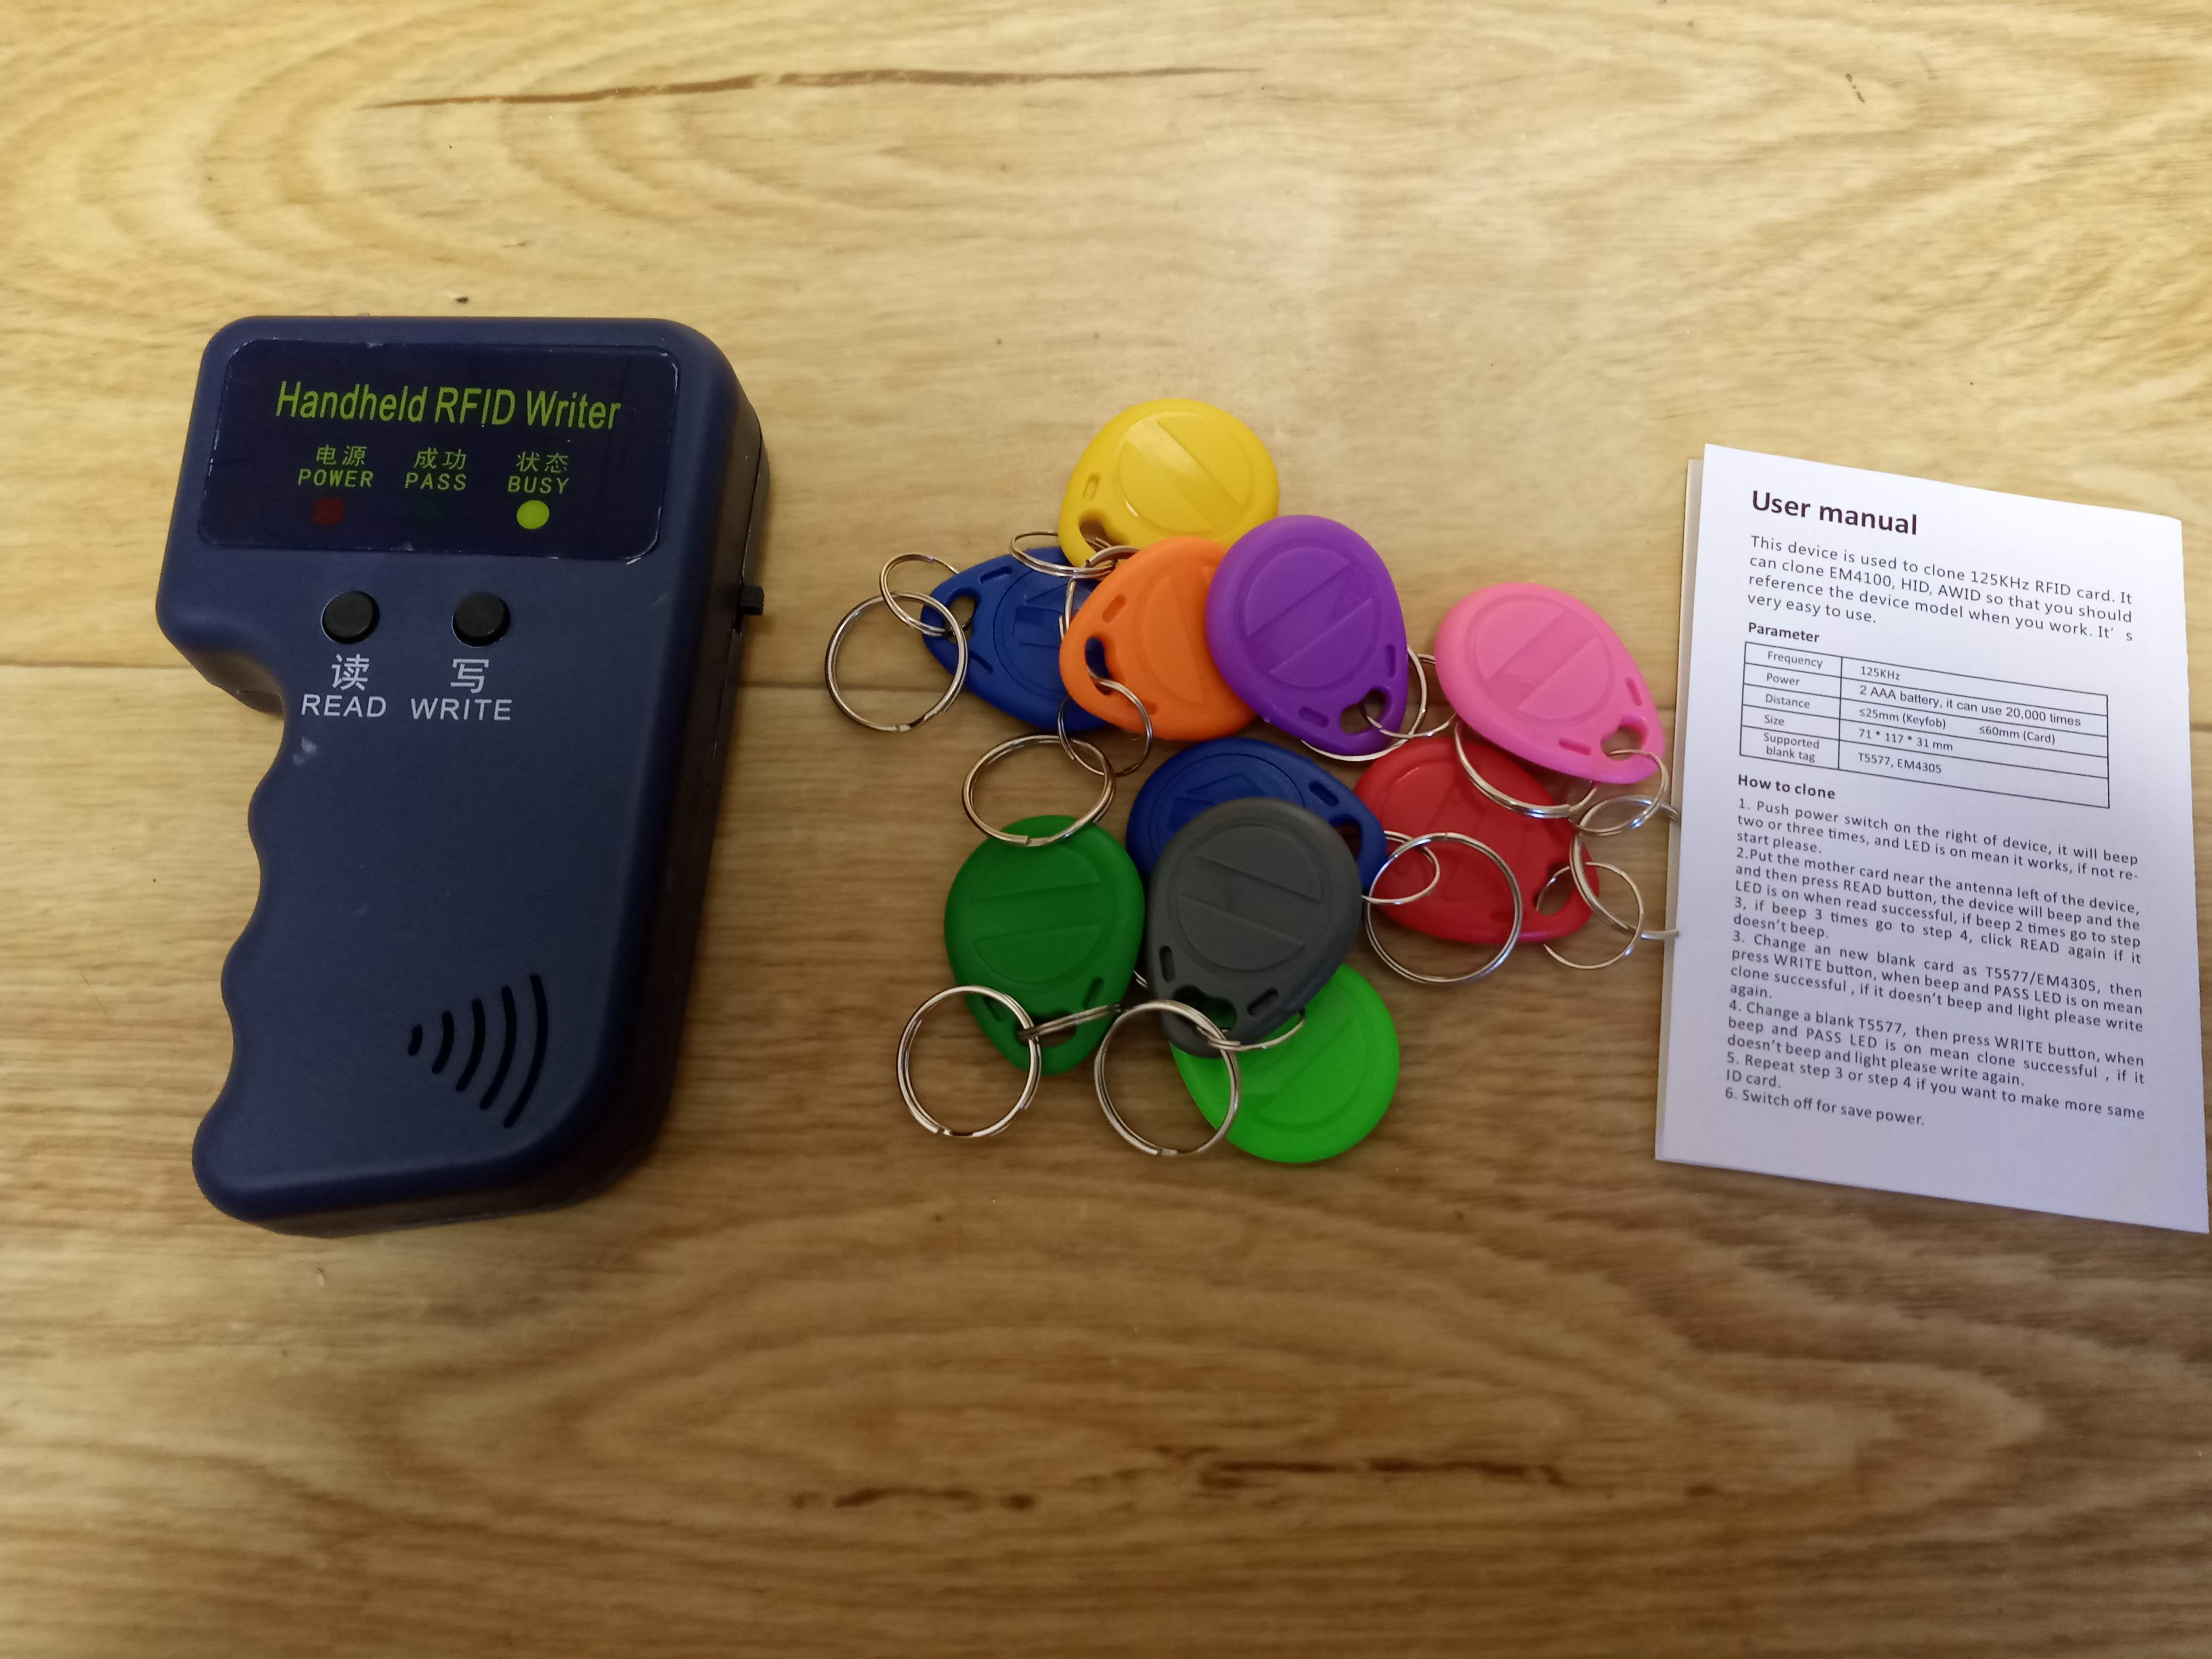 Handheld RFID Writer
电源 成功 状态
POWER PASS BUSY
读 写
READ WRITE
User manual
This device is used to clone 125KHz RFID card. It
can clone EM4100, HID, AWID so that you should
reference the device model when you work. It’ s
very easy to use.
Parameter
Frequency 125KHz
Power 2 AAA battery, it can use 20,000 times
Distance ≤25mm (Keyfob) ≤60mm (Card)
Size 71 * 117 * 31 mm
Supported
blank tag T5577, EM4305
How to clone
1. Push power switch on the right of device, it will beep
two or three times, and LED is on mean it works, if not re-
start please.
2.Put the mother card near the antenna left of the device,
and then press READ button, the device will beep and the
LED is on when read successful, if beep 2 times go to step
3, if beep 3 times go to step 4, click READ again if it
doesn’t beep.
3. Change an new blank card as T5577/EM4305, then
press WRITE button, when beep and PASS LED is on mean
clone successful , if it doesn’t beep and light please write
again.
4. Change a blank T5577, then press WRITE button, when
beep and PASS LED is on mean clone successful , if it
doesn’t beep and light please write again.
5. Repeat step 3 or step 4 if you want to make more same
ID card.
6. Switch off for save power.